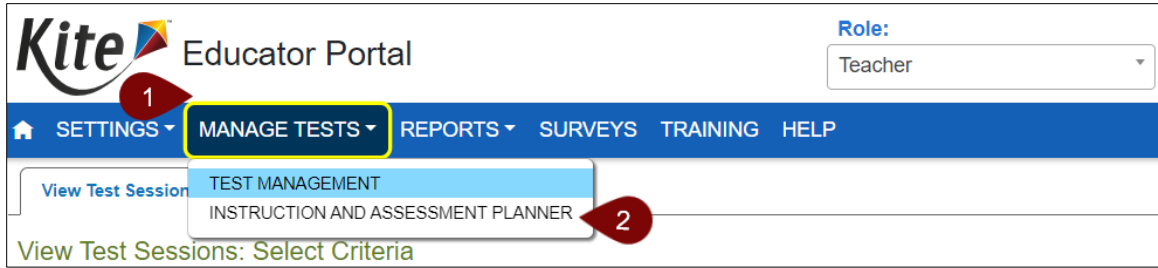 Kite Educator Portal
Role:
Teacher
1
SETTINGS MANAGE TESTS REPORTS SURVEYS TRAINING HELP
View Test Session
TEST MANAGEMENT
INSTRUCTION AND ASSESSMENT PLANNER
2
View Test Sessions: Select Criteria